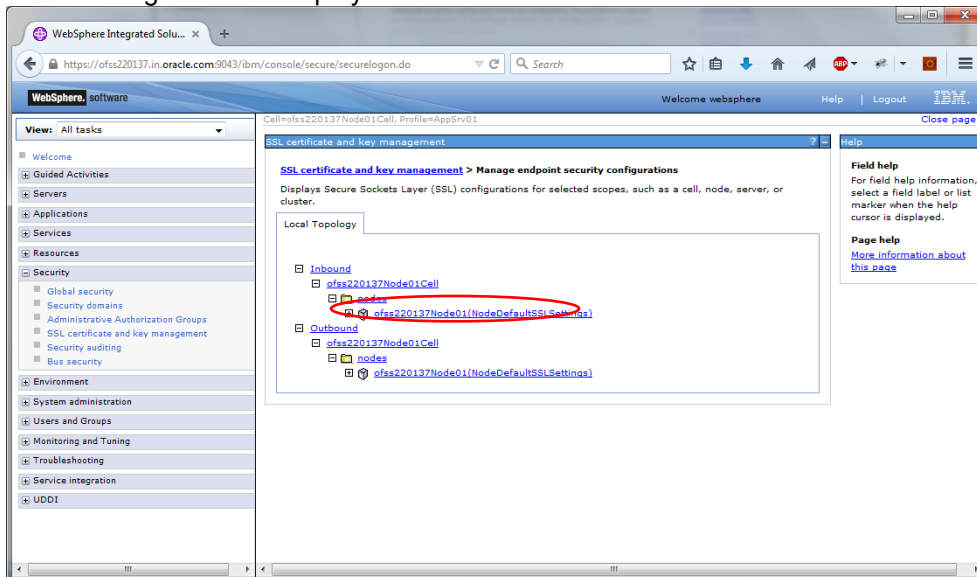 WebSphere Integrated Solu... × +
https://ofss220137.in.oracle.com:9043/ibm/console/secure/securelogon.do
Search
ABP
WebSphere. software
Welcome websphere
Help | Logout
IBM.
View: All tasks
Welcome
Guided Activities
Servers
Applications
Services
Resources
Security
Global security
Security domains
Administrative Authorization Groups
SSL certificate and key management
Security auditing
Bus security
Environment
System administration
Users and Groups
Monitoring and Tuning
Troubleshooting
Service integration
UDDI
Cell=ofss220137Node01Cell, Profile=AppSrv01
Close page
SSL certificate and key management ? -
SSL certificate and key management > Manage endpoint security configurations
Displays Secure Sockets Layer (SSL) configurations for selected scopes, such as a cell, node, server, or
cluster.
Local Topology
Inbound
ofss220137Node01Cell
nodes
ofss220137Node01(NodeDefaultSSLSettings)
Outbound
ofss220137Node01Cell
nodes
ofss220137Node01(NodeDefaultSSLSettings)
Help
Field help
For field help information,
select a field label or list
marker when the help
cursor is displayed.
Page help
More information about
this page